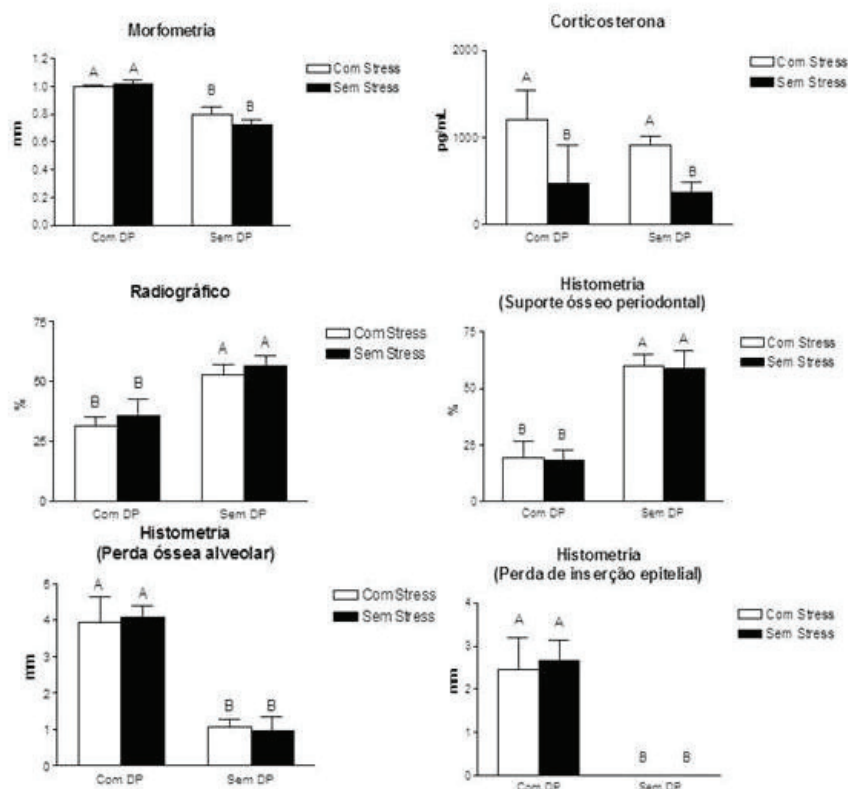 Morfometria
1.2
1.0
0.8
0.6
0.4
0.2
0.0
mm
A
A
B
B
Com DP
Sem DP
Com Stress
Sem Stress
Corticosterona
2000
1000
0
pg/mL
A
B
A
B
Com DP
Sem DP
Com Stress
Sem Stress
Radiográfico
75
50
25
0
%
B
B
A
A
Com DP
Sem DP
Com Stress
Sem Stress
Histometria
(Suporte ósseo periodontal)
75
50
25
0
%
B
B
A
A
Com DP
Sem DP
Com Stress
Sem Stress
Histometria
(Perda óssea alveolar)
5
4
3
2
1
0
mm
A
A
B
B
Com DP
Sem DP
Com Stress
Sem Stress
Histometria
(Perda de inserção epitelial)
4
3
2
1
0
mm
A
A
B
B
Com DP
Sem DP
Com Stress
Sem Stress